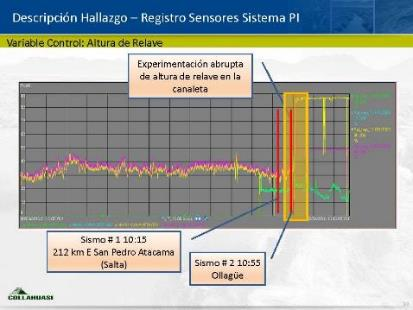 Descripción Hallazgo – Registro Sensores Sistema PI
Variable Control: Altura de Relave
Experimentación abrupta
de altura de relave en la
canaleta
Sismo # 1 10:15
212 km E San Pedro Atacama
(Salta)
Sismo # 2 10:55
Ollagüe
COLLAHUASI